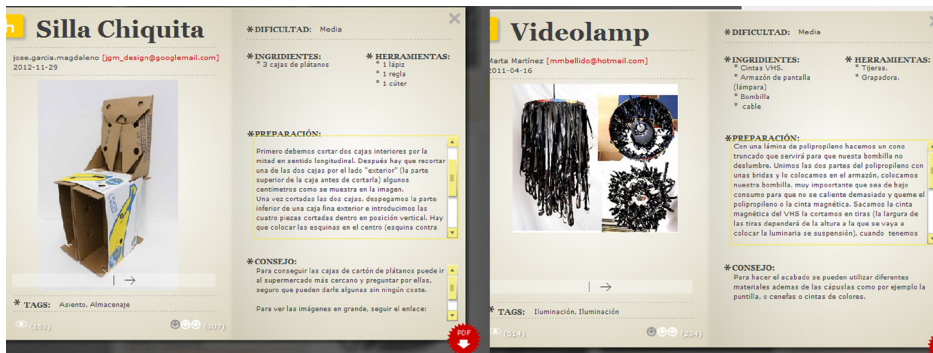 Silla Chiquita
jose.garcia.magdaleno [jgm_design@googlemail.com]
2012-11-29
* TAGS: Asiento, Almacenaje
(307)
*DIFICULTAD: Media
*INGREDIENTES:
* 3 cajas de plátanos
*HERRAMIENTAS:
* 1 lápiz
* 1 regla
* 1 cúter
*PREPARACIÓN:
Primero debemos cortar dos cajas interiores por la
mitad en sentido longitudinal. Después hay que recortar
una de las dos cajas por el lado "exterior" (la parte
superior de la caja antes de cortarla) algunos
centímetros como se muestra en la imagen.
Una vez cortadas las dos cajas, despegamos la parte
inferior de una caja fina exterior e introducimos las
cuatro piezas cortadas dentro en posición vertical. Hay
que colocar las esquinas en el centro (esquina contra
*CONSEJO:
Para conseguir las cajas de cartón de plátanos puede ir
al supermercado más cercano y preguntar por ellas,
seguro que pueden darle algunas sin ningún coste.
Para ver las imágenes en grande, seguir el enlace:
PDF
Videolamp
Marta Martínez [mmbellido@hotmail.com]
2011-04-16
TAGS: Iluminación, Iluminación
(514)
(234)
*DIFICULTAD: Media
*INGREDIENTES:
* Cintas VHS.
* Armazón de pantalla
(lámpara)
* Bombilla
* cable
*HERRAMIENTAS:
* Tijeras.
* Grapadora.
*PREPARACIÓN:
Con una lámina de polipropileno hacemos un cono
truncado que servirá para que nuesta bombilla no
deslumbre. Unimos las dos partes del polipropileno con
unas bridas y lo colocamos en el armazón, colocamos
nuestra bombilla. muy impoortante que sea de bajo
consumo para que no se caliente demasiado y queme el
polipropileno o la cinta magnética. Sacamos la cinta
magnética del VHS la cortamos en tiras (la largura de
las tiras dependerá de la altura a la que se vaya a
colocar la luminaria se suspensión), cuando tenemos
*CONSEJO:
Para hacer el acabado se pueden utilizar diferentes
materiales ademas de las cápuslas como por ejemplo la
puntilla, o cenefas o cintas de colores.